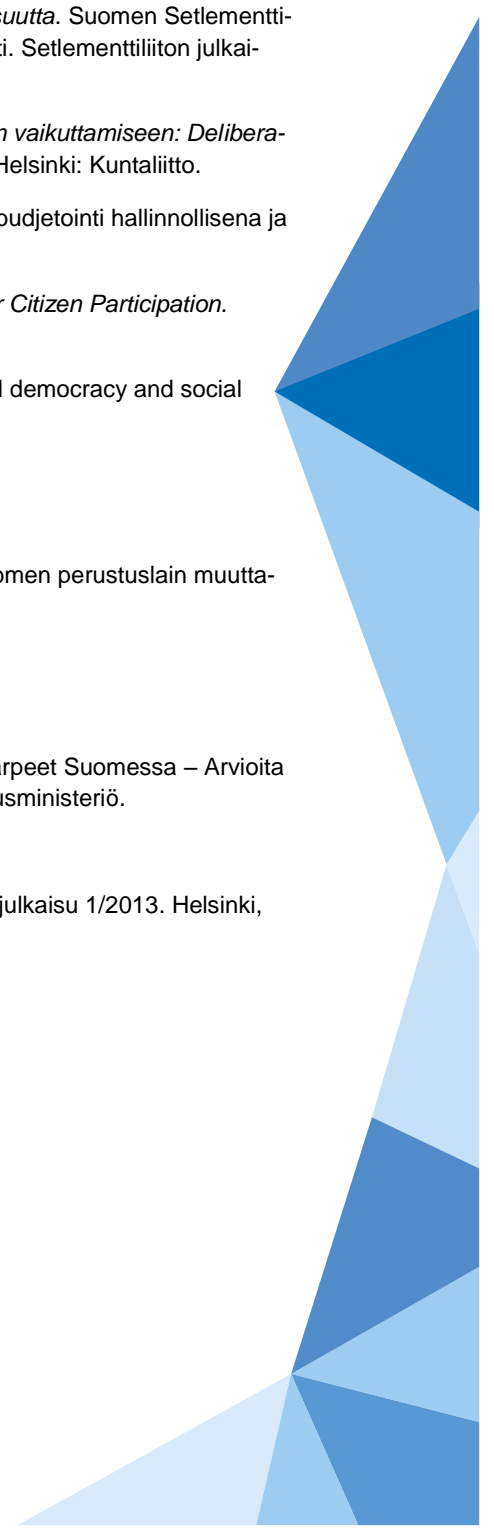 suutta. Suomen Setlementti-
ti. Setlementtiliiton julkai-
n vaikuttamiseen: Delibera-
Helsinki: Kuntaliitto.
budjetointi hallinnollisena ja
r Citizen Participation.
l democracy and social
omen perustuslain muutta-
arpeet Suomessa – Arvioita
usministeriö.
julkaisu 1/2013. Helsinki,